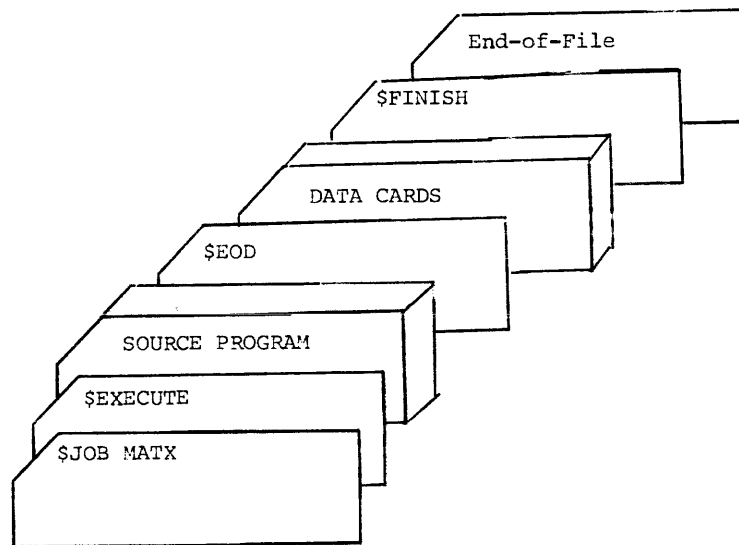 End-of-File
$FINISH
DATA CARDS
$EOD
SOURCE PROGRAM
$EXECUTE
$JOB MATX